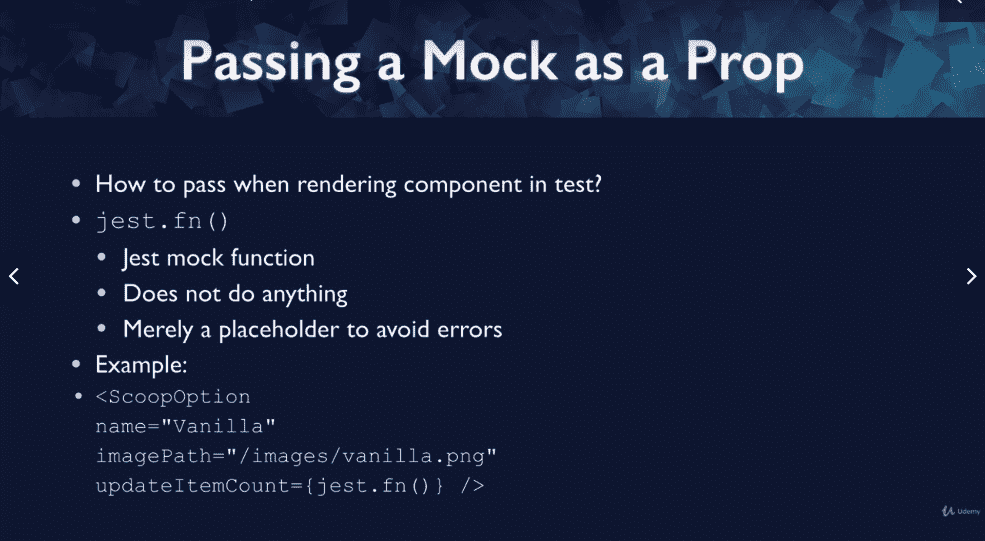 Passing a Mock as a Prop
• How to pass when rendering component in test?
• jest.fn()
• Jest mock function
• Does not do anything
• Merely a placeholder to avoid errors
• Example:
• <ScoopOption
name="Vanilla"
imagePath="/images/vanilla.png"
updateItemCount={jest.fn()} />
Udemy